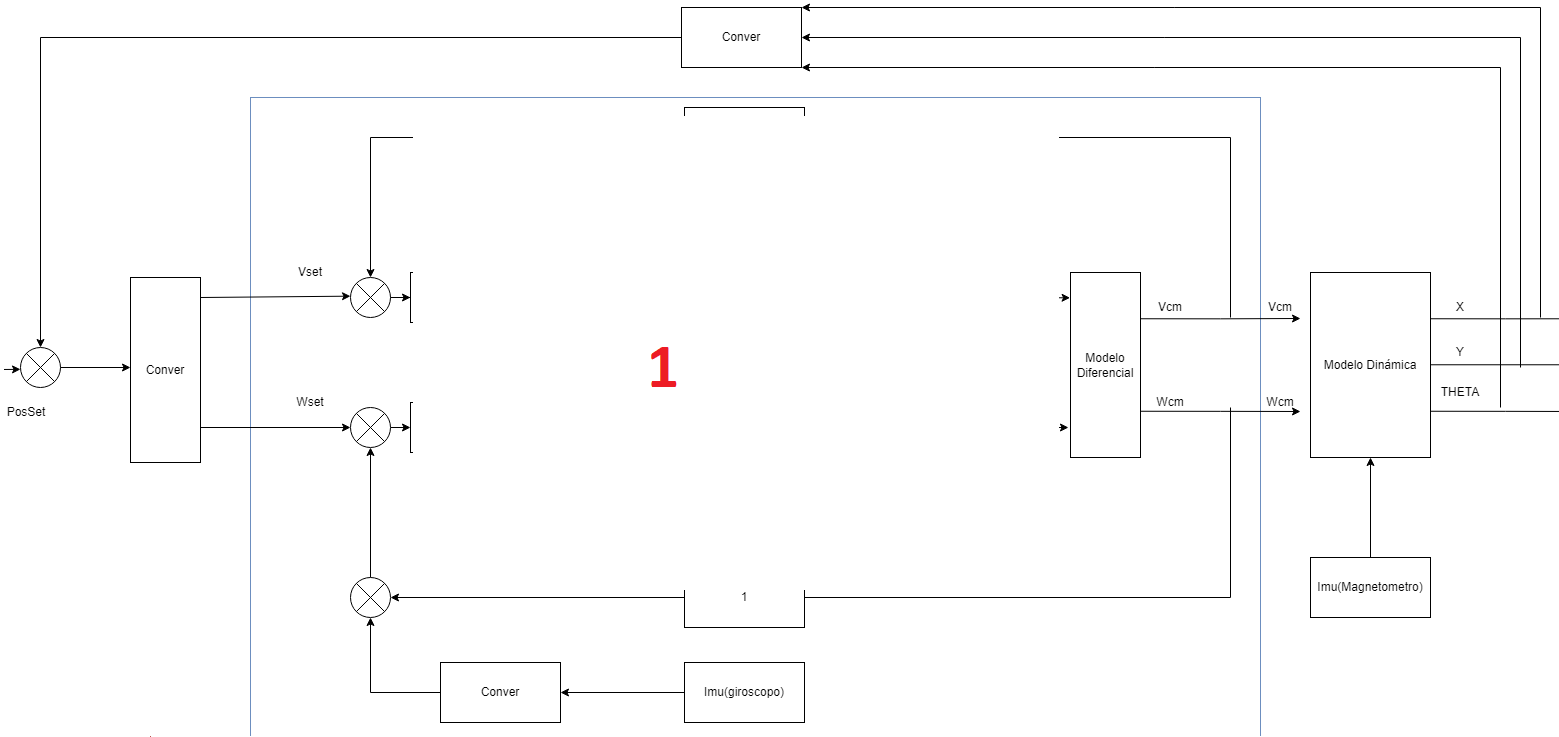 Conver
Vset
Vcm
Vcm
X
1
Modelo
Diferencial
Modelo Dinámica
Y
Conver
Wset
Wcm
Wcm
THETA
PosSet
1
Imu(Magnetometro)
Conver
Imu(giroscopo)